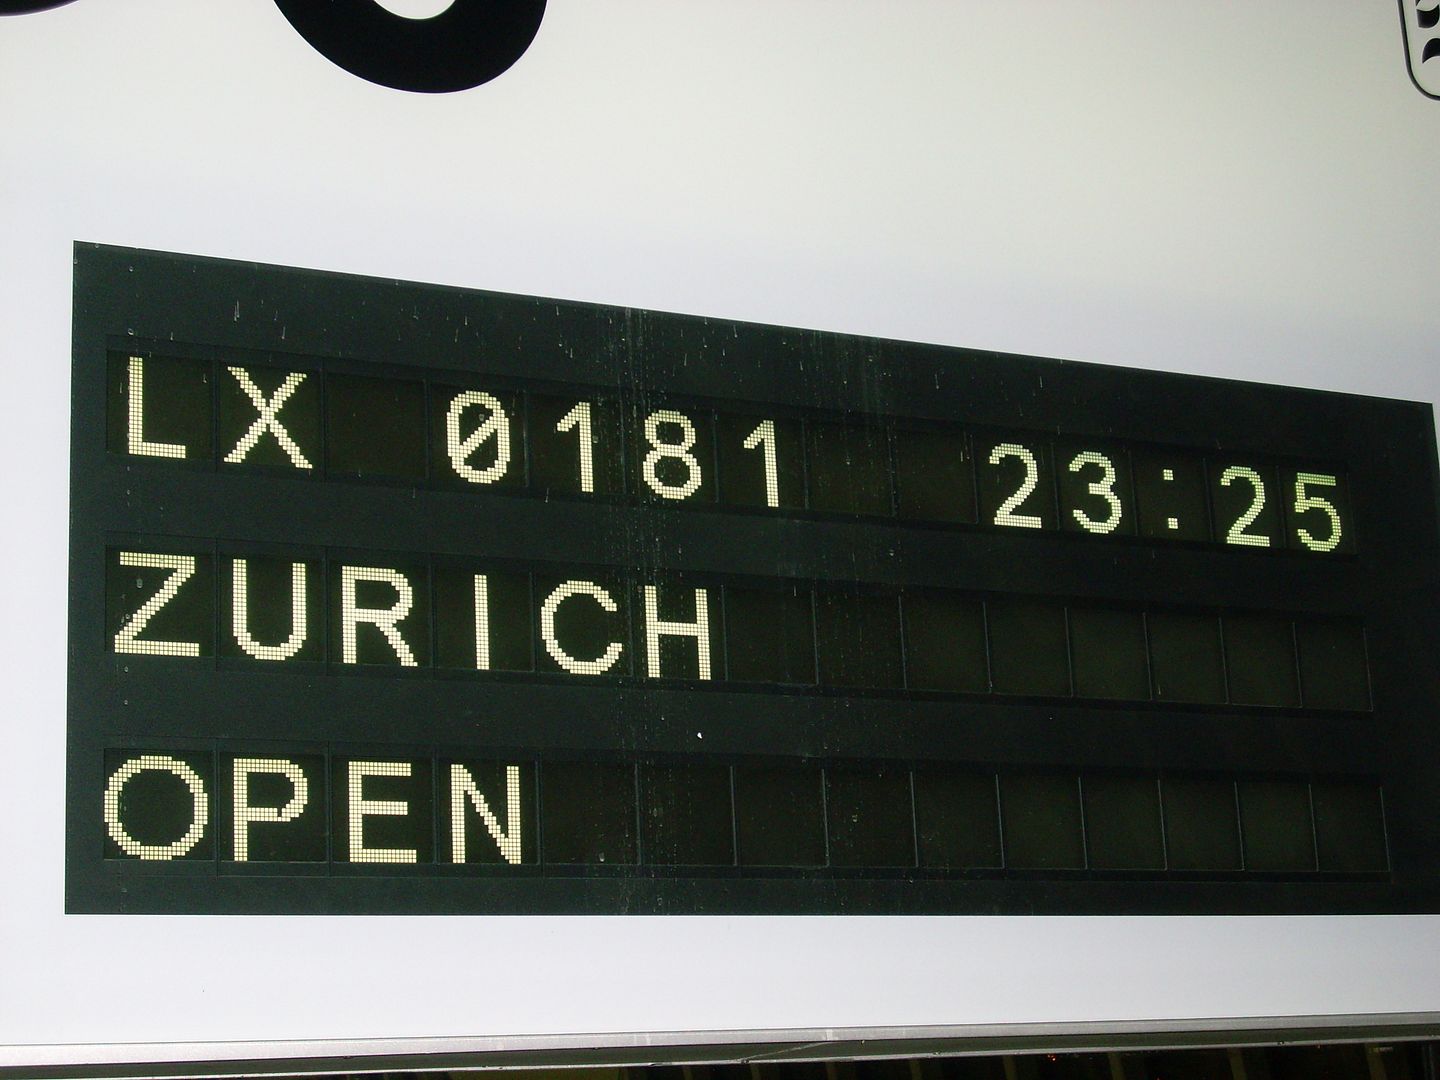 LX 0181 23:25
ZURICH
OPEN